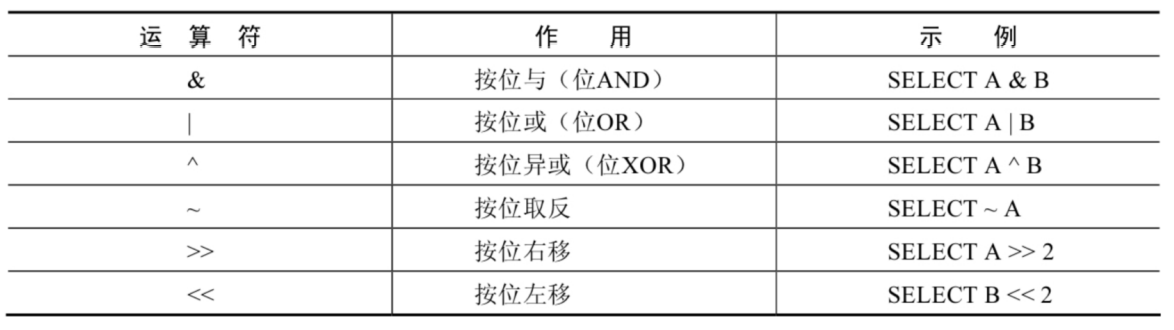 运 算 符 作 用 示 例
& 按位与（位AND） SELECT A & B
| 按位或（位OR） SELECT A | B
^ 按位异或（位XOR） SELECT A ^ B
~ 按位取反 SELECT ~ A
>> 按位右移 SELECT A >> 2
<< 按位左移 SELECT B << 2